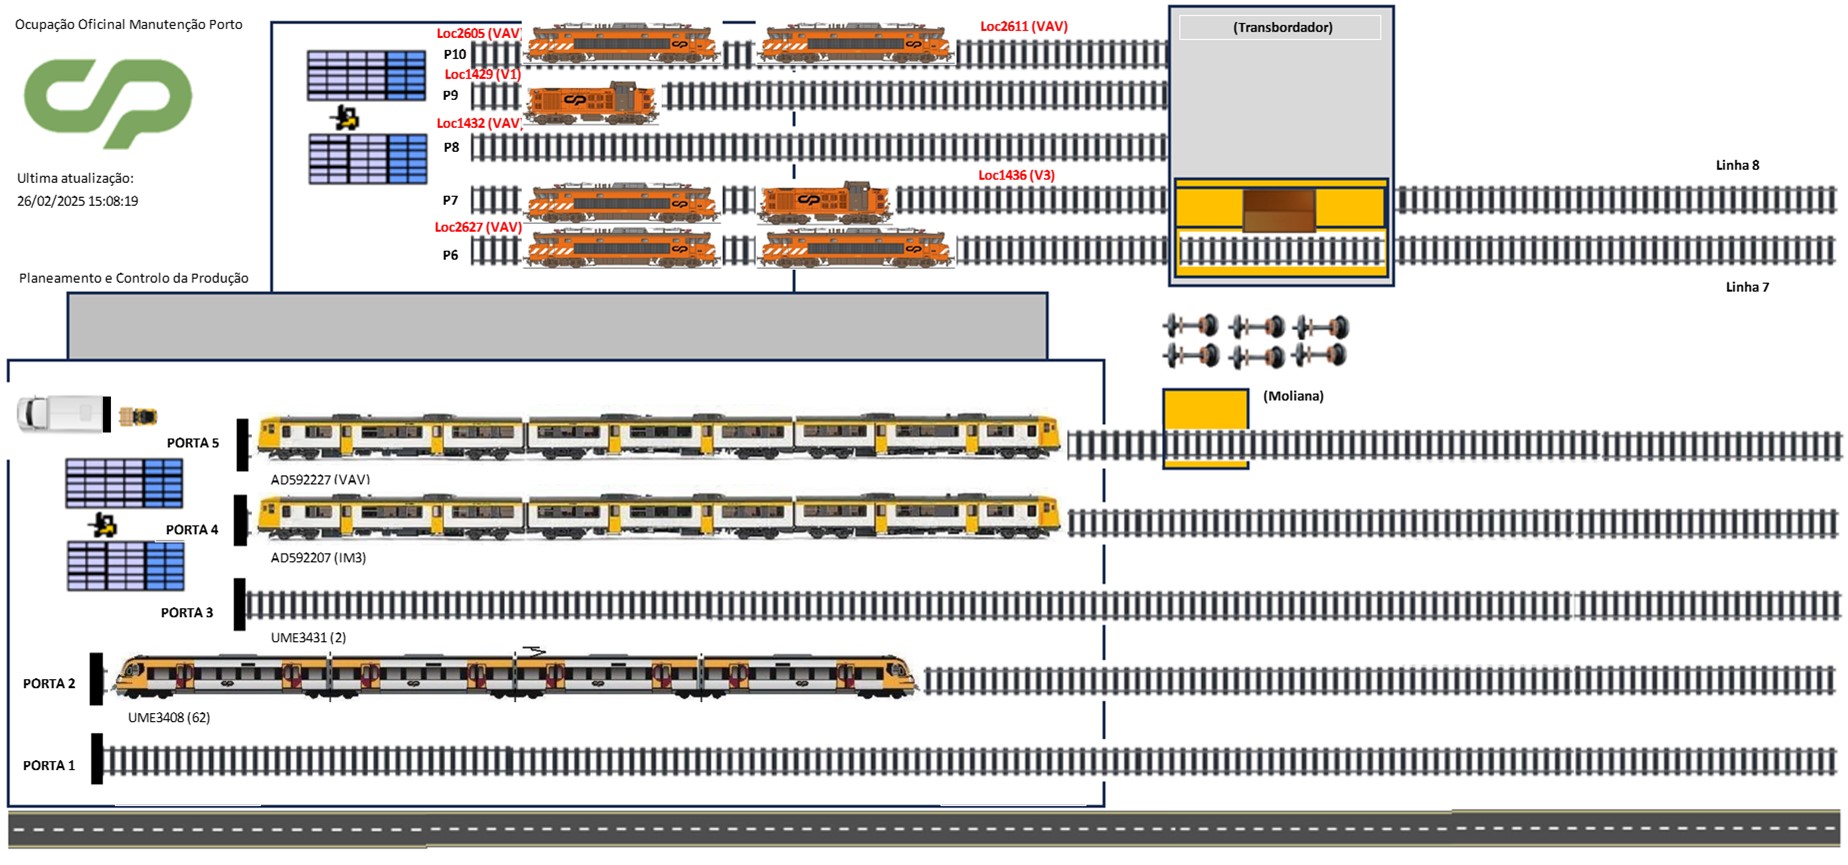 Ocupação Oficinal Manutenção Porto
CP
Ultima atualização:
26/02/2025 15:08:19
Planeamento e Controlo da Produção
Loc2605 (VAV)
Loc2611 (VAV)
P10
Loc1429 (V1)
P9
Loc1432 (VAV)
P8
Loc1436 (V3)
P7
Loc2627 (VAV)
P6
(Transbordador)
Linha 8
Linha 7
(Moliana)
PORTA 5
AD592227 (VAV)
PORTA 4
AD592207 (IM3)
PORTA 3
UME3431 (2)
PORTA 2
UME3408 (62)
PORTA 1